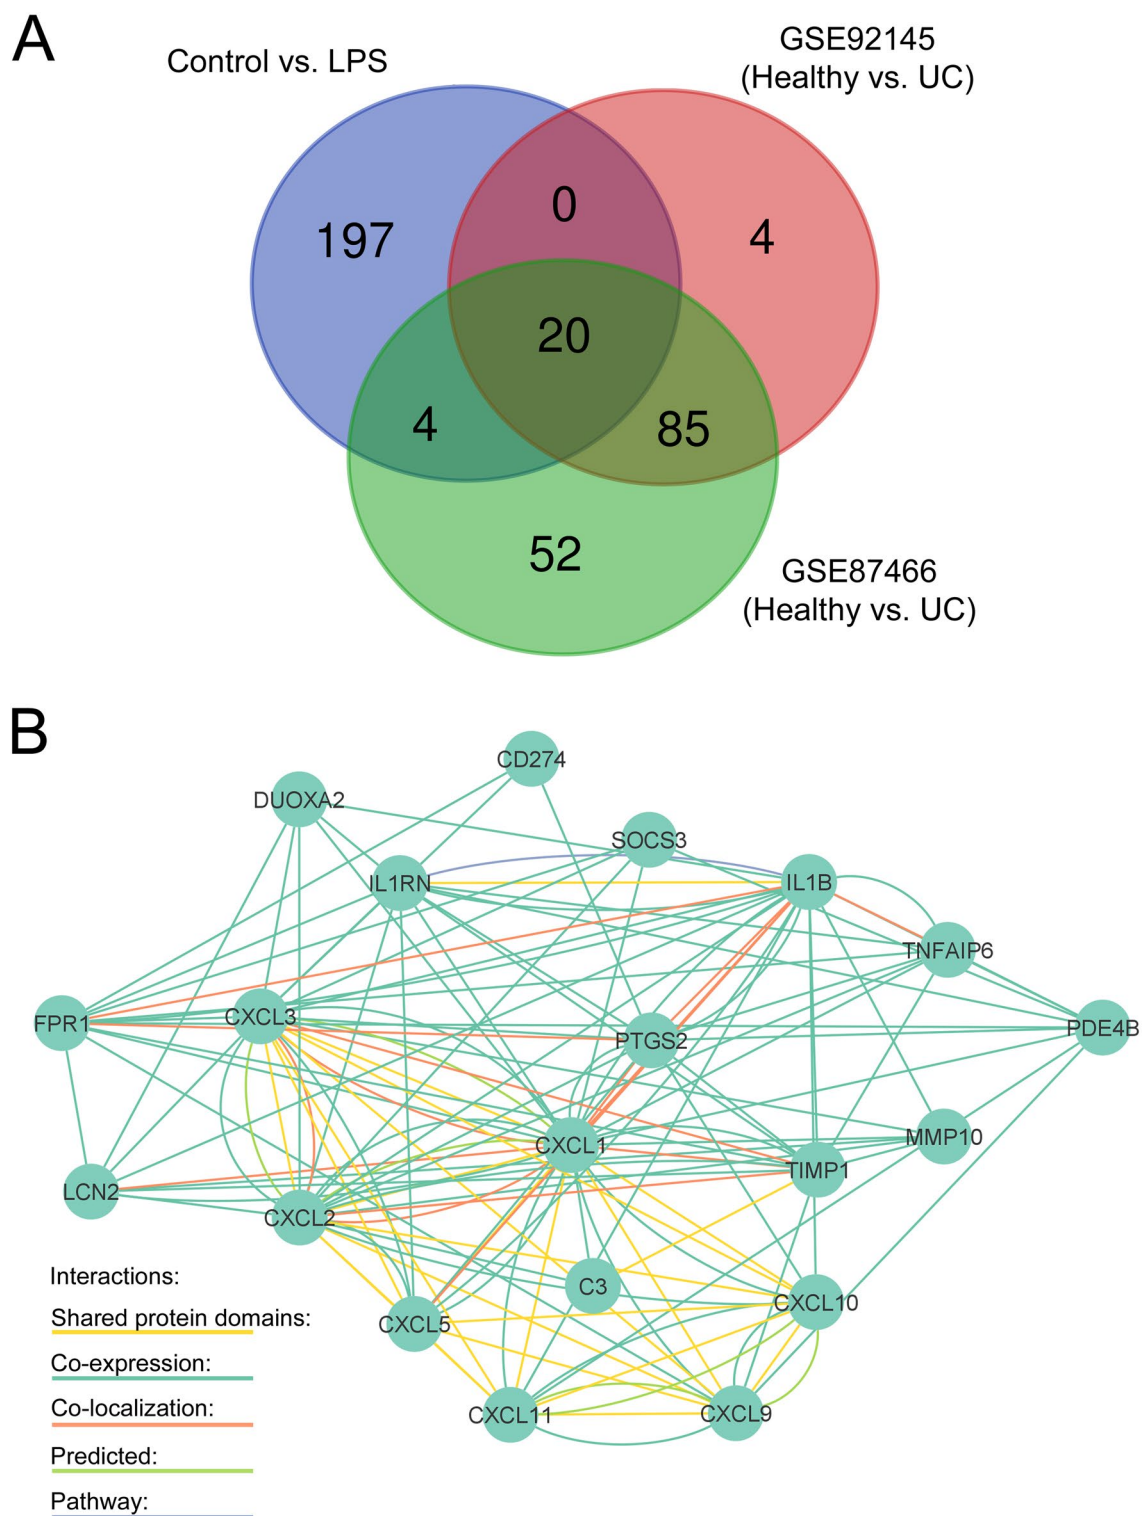 A
Control vs. LPS
GSE92145
(Healthy vs. UC)
197
0
4
20
4
85
52
GSE87466
(Healthy vs. UC)
B
CD274
DUOXA2
SOCS3
IL1RN
IL1B
TNFAIP6
FPR1
CXCL3
PTGS2
PDE4B
CXCL1
MMP10
TIMP1
LCN2
CXCL2
C3
CXCL10
CXCL5
CXCL11
CXCL9
Interactions:
Shared protein domains:
Co-expression:
Co-localization:
Predicted:
Pathway: